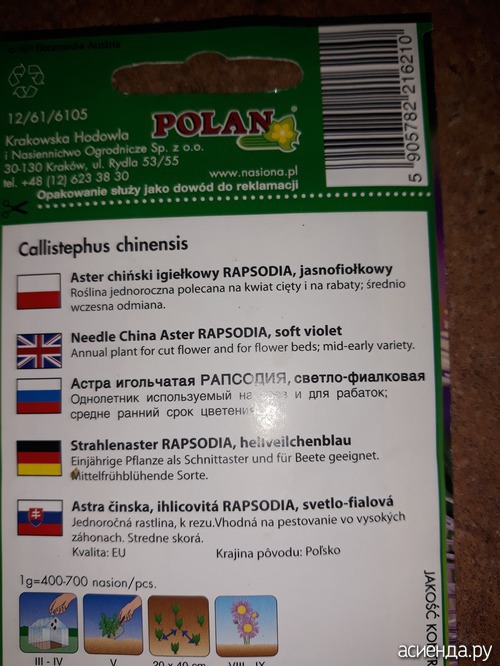 12/61/6105
POLAN
Krakowska Hodowla
i Nasiennictwo Ogrodnicze Sp. z o.o.
30-130 Kraków, ul. Rydla 53/55
tel. +48 (12) 623 38 30
www.nasiona.pl
Opakowanie służy jako dowód do reklamacji
5 905782 216210
Callistephus chinensis
Aster chiński igiełkowy RAPSODIA, jasnofiołkowy
Roślina jednoroczna polecana na kwiat cięty i na rabaty; średnio
wczesna odmiana.
Needle China Aster RAPSODIA, soft violet
Annual plant for cut flower and for flower beds; mid-early variety.
Астра игольчатая РАПСОДИЯ, светло-фиалковая
Однолетник используемый на и для рабаток;
средне ранний срок цветени
Strahlenaster RAPSODIA, hellveilchenblau
Einjährige Pflanze als Schnittaster und für Beete geeignet.
Mittelfrühblühende Sorte.
Astra čínska, ihlicovitá RAPSODIA, svetlo-fialová
Jednoročná rastlina, k rezu.Vhodná na pestovanie vo vysokých
záhonach. Stredne skorá.
Kvalita: EU Krajina pôvodu: Poľsko
1g=400-700 nasion/pcs.
III - IV V 20 x 40 cm VIII - IX
JAKOŚĆ
асиенда.ру